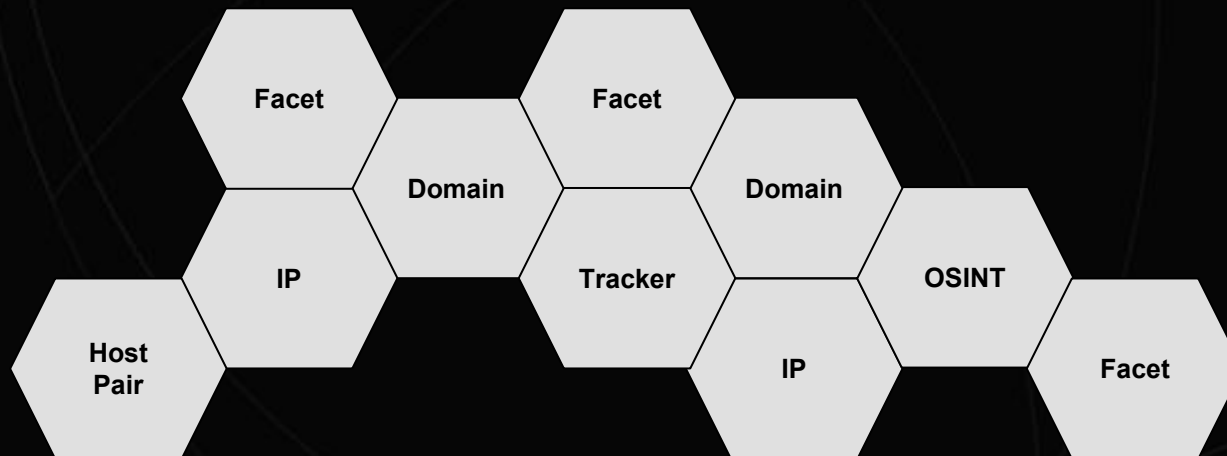 Facet
Facet
Domain
Domain
IP
Tracker
OSINT
Host
Pair
IP
Facet